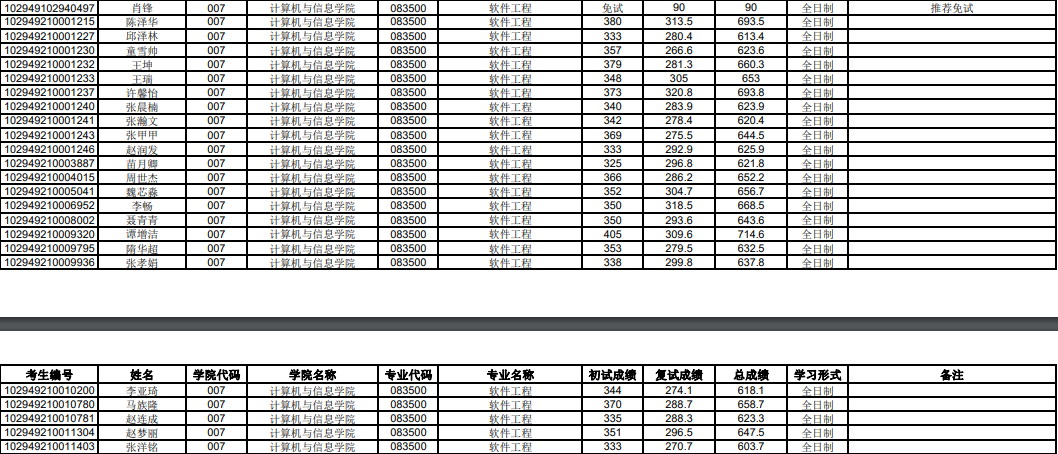 102949102940497 肖锋 007 计算机与信息学院 083500 软件工程 免试 90 90 全日制 推荐免试
102949210001215 陈泽华 007 计算机与信息学院 083500 软件工程 380 313.5 693.5 全日制
102949210001227 邱泽林 007 计算机与信息学院 083500 软件工程 333 280.4 613.4 全日制
102949210001230 童雪帅 007 计算机与信息学院 083500 软件工程 357 266.6 623.6 全日制
102949210001232 王坤 007 计算机与信息学院 083500 软件工程 379 281.3 660.3 全日制
102949210001233 王瑞 007 计算机与信息学院 083500 软件工程 348 305 653 全日制
102949210001237 许馨怡 007 计算机与信息学院 083500 软件工程 373 320.8 693.8 全日制
102949210001240 张晨楠 007 计算机与信息学院 083500 软件工程 340 283.9 623.9 全日制
102949210001241 张瀚文 007 计算机与信息学院 083500 软件工程 342 278.4 620.4 全日制
102949210001243 张甲甲 007 计算机与信息学院 083500 软件工程 369 275.5 644.5 全日制
102949210001246 赵润发 007 计算机与信息学院 083500 软件工程 333 292.9 625.9 全日制
102949210003887 苗月卿 007 计算机与信息学院 083500 软件工程 325 296.8 621.8 全日制
102949210004015 周世杰 007 计算机与信息学院 083500 软件工程 366 286.2 652.2 全日制
102949210005041 魏芯淼 007 计算机与信息学院 083500 软件工程 352 304.7 656.7 全日制
102949210006952 李畅 007 计算机与信息学院 083500 软件工程 350 318.5 668.5 全日制
102949210008002 聂青青 007 计算机与信息学院 083500 软件工程 350 293.6 643.6 全日制
102949210009320 谭增洁 007 计算机与信息学院 083500 软件工程 405 309.6 714.6 全日制
102949210009795 隋华超 007 计算机与信息学院 083500 软件工程 353 279.5 632.5 全日制
102949210009936 张孝娟 007 计算机与信息学院 083500 软件工程 338 299.8 637.8 全日制
考生编号 姓名 学院代码 学院名称 专业代码 专业名称 初试成绩 复试成绩 总成绩 学习形式 备注
102949210010200 李亚琦 007 计算机与信息学院 083500 软件工程 344 274.1 618.1 全日制
102949210010780 马族隆 007 计算机与信息学院 083500 软件工程 370 288.7 658.7 全日制
102949210010781 赵连成 007 计算机与信息学院 083500 软件工程 335 288.3 623.3 全日制
102949210011304 赵梦丽 007 计算机与信息学院 083500 软件工程 351 296.5 647.5 全日制
102949210011403 张洋铭 007 计算机与信息学院 083500 软件工程 333 270.7 603.7 全日制